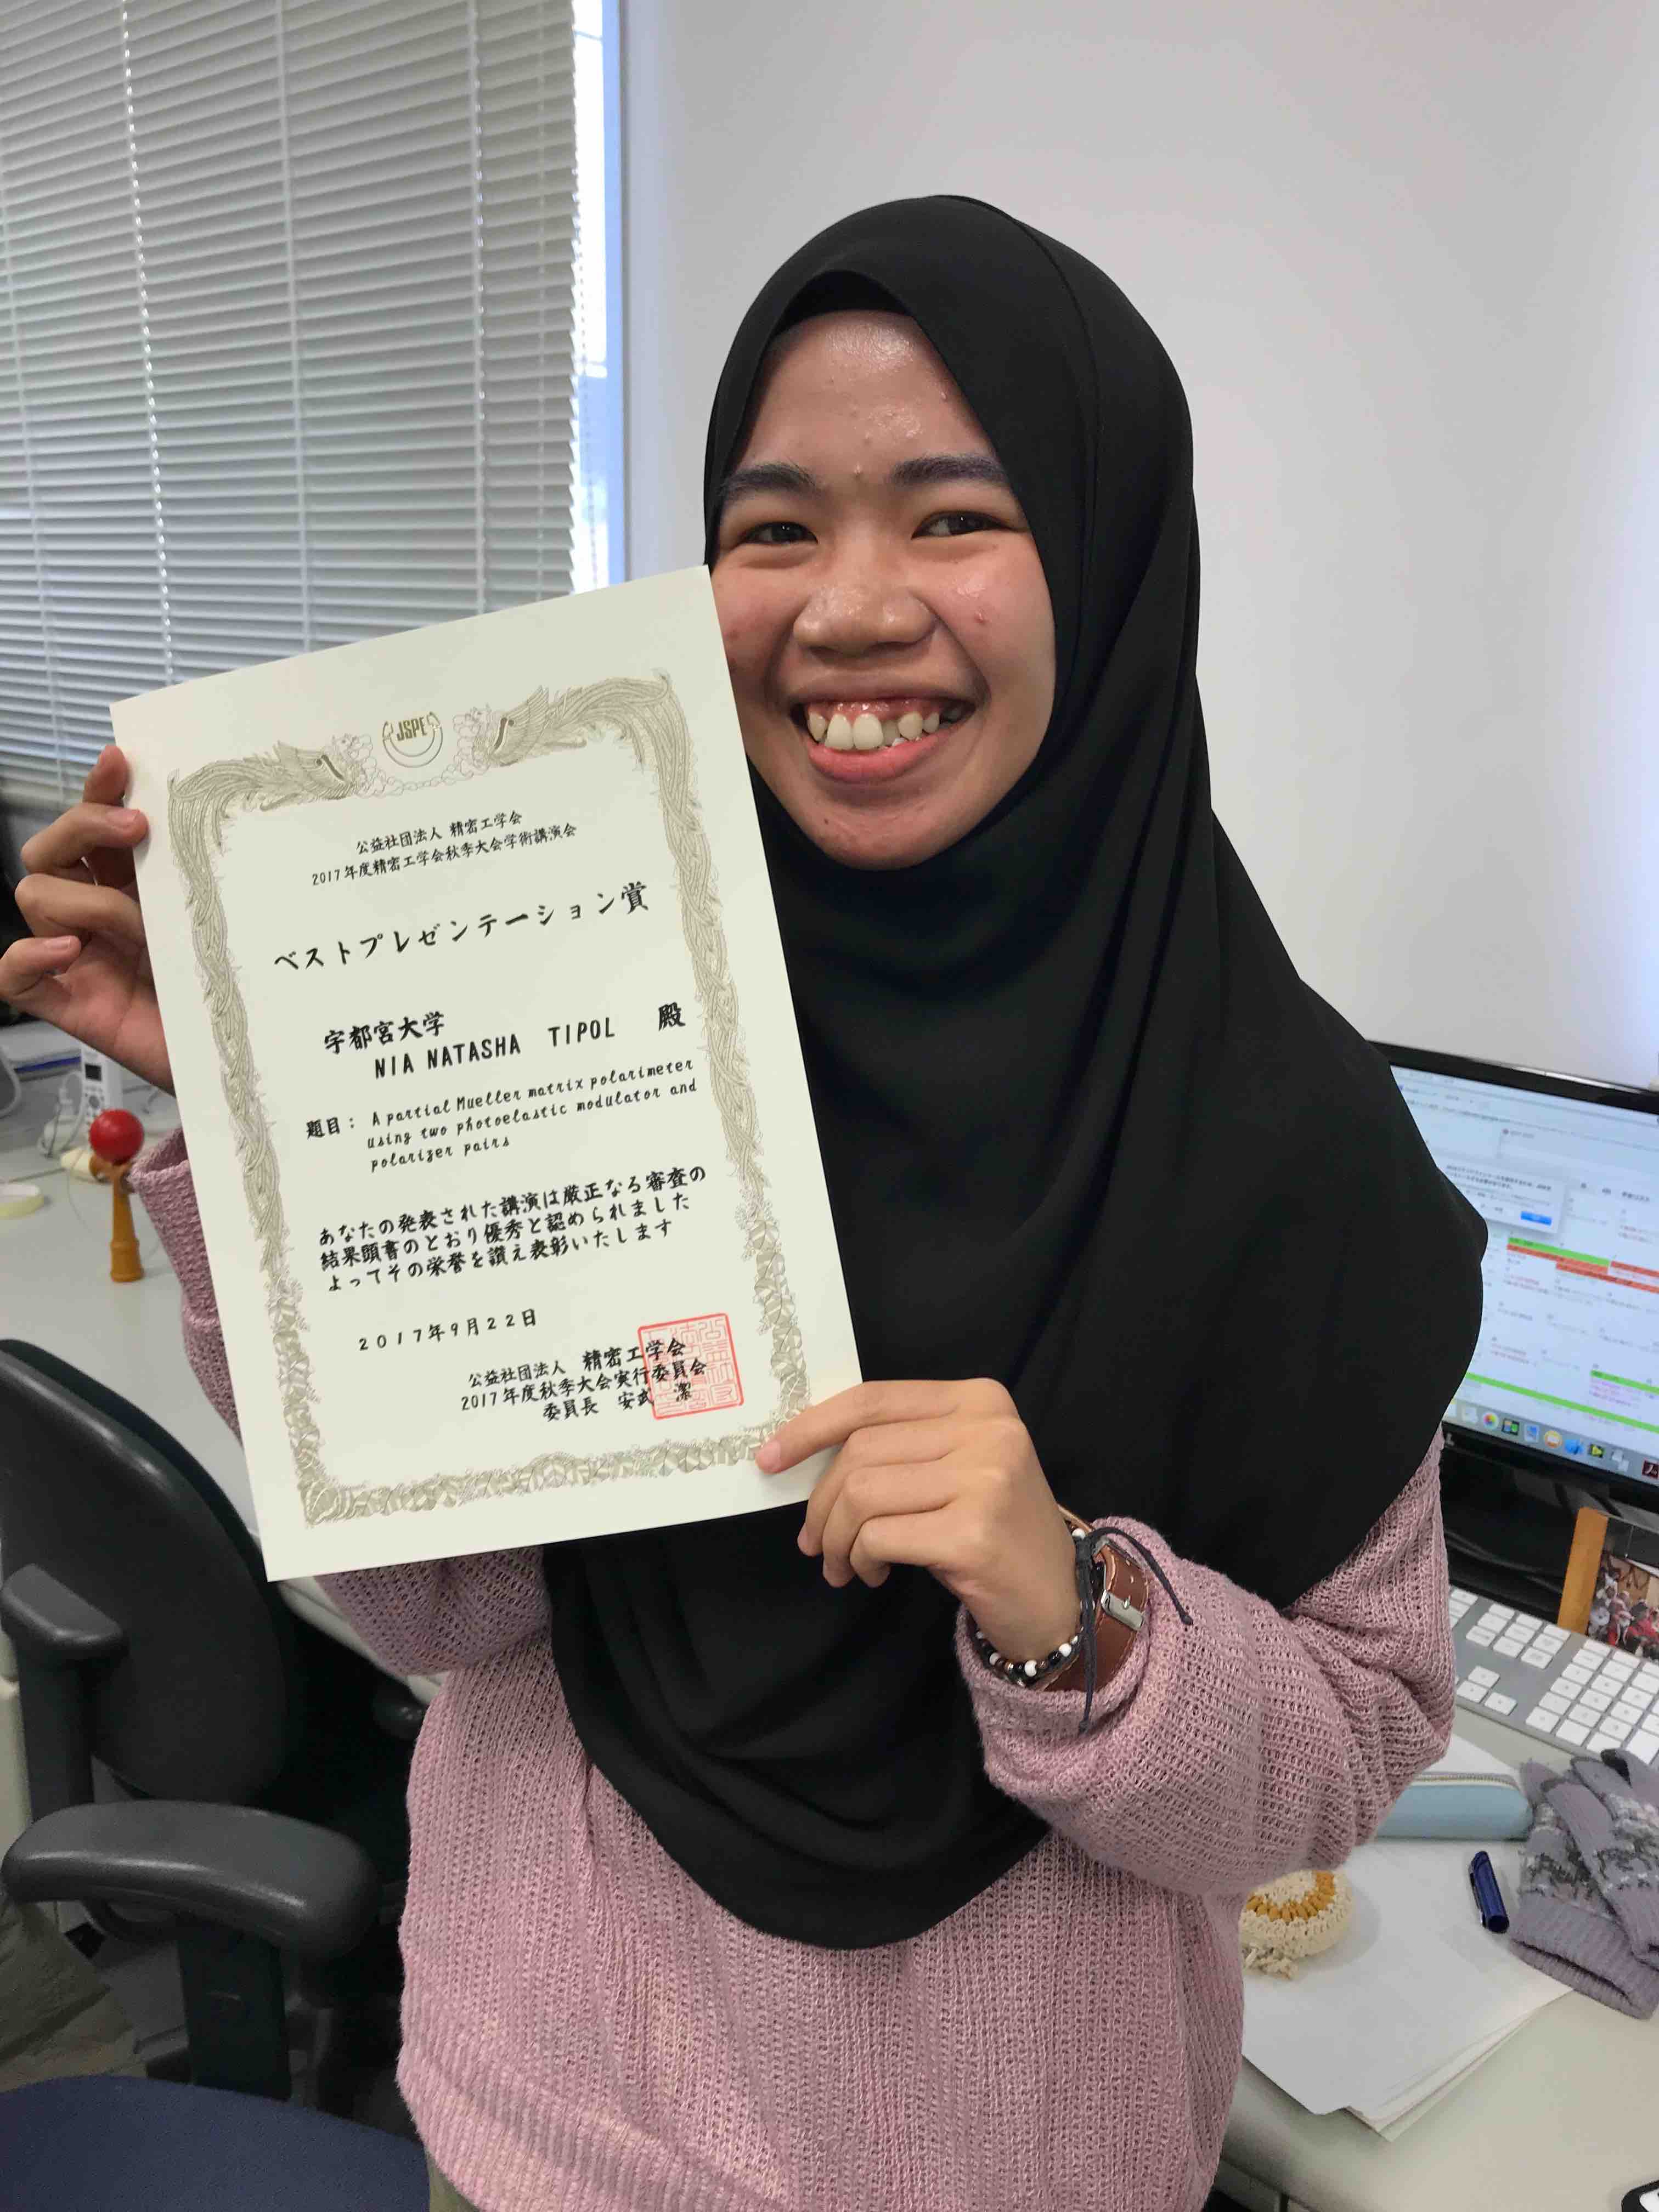 JSPE
公益社団法人 精密工学会
2017年度精密工学会秋季大会学術講演会
ベストプレゼンテーション賞
宇都宮大学
NIA NATASHA TIPOL 殿
題目： A partial Mueller matrix polarimeter
using two photoelastic modulator and
polarizer pairs
あなたの発表された講演は厳正なる審査の
結果頭書のとおり優秀と認められました
よってその栄誉を讃え表彰いたします
2017年9月22日
公益社団法人 精密工学会
2017年度秋季大会実行委員会
委員長 安武 潔